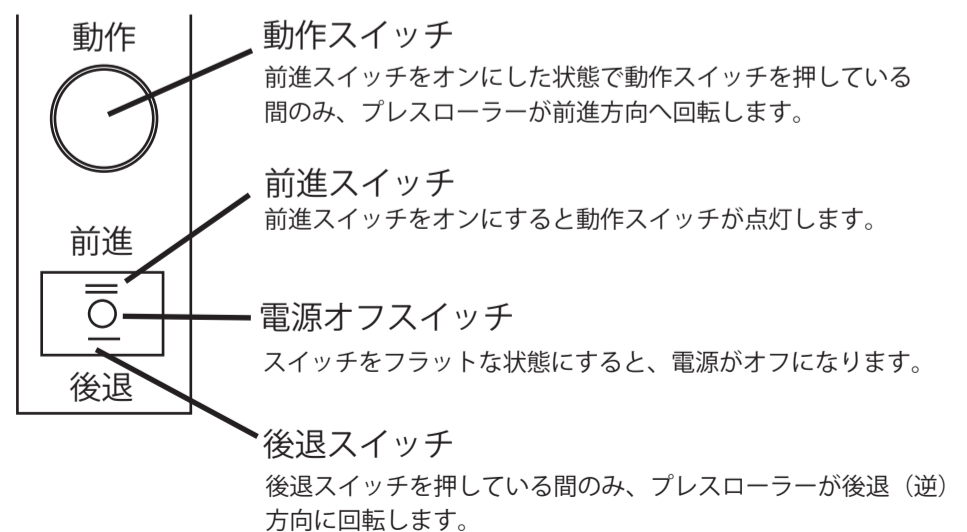 動作
動作スイッチ
前進スイッチをオンにした状態で動作スイッチを押している
間のみ、プレスローラーが前進方向へ回転します。
前進スイッチ
前進スイッチをオンにすると動作スイッチが点灯します。
前進
電源オフスイッチ
スイッチをフラットな状態にすると、電源がオフになります。
後退
後退スイッチ
後退スイッチを押している間のみ、プレスローラーが後退（逆）
方向に回転します。